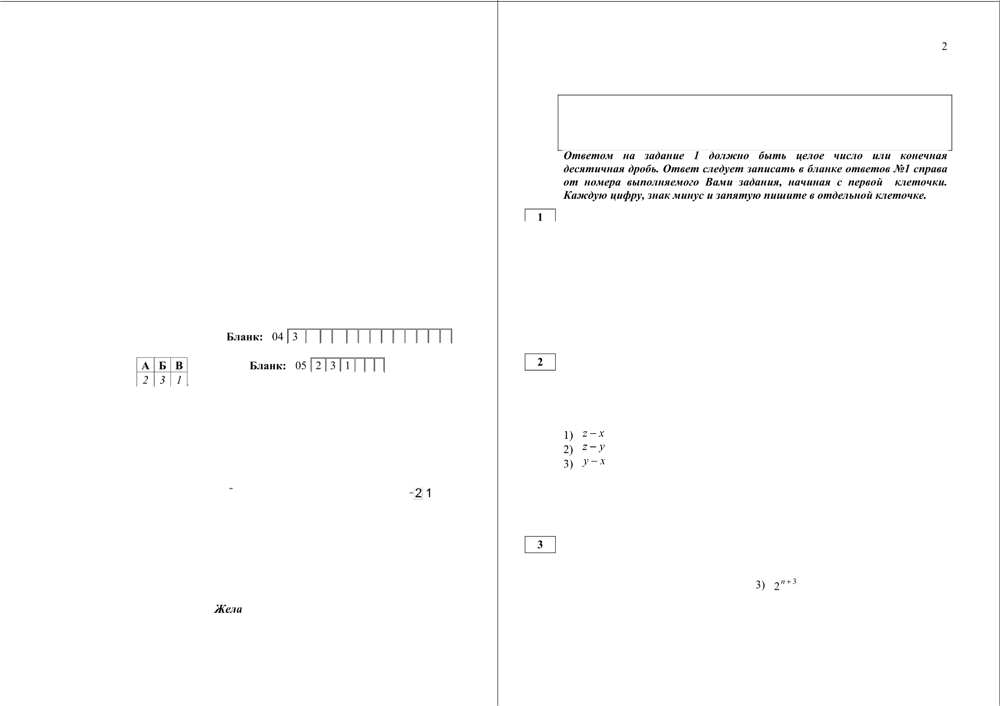 Бланк: 04 3
А Б В
2 3 1
Бланк: 05 2 3 1
-
-2 1
Жела
2
Ответом на задание 1 должно быть целое число или конечная
десятичная дробь. Ответ следует записать в бланке ответов №1 справа
от номера выполняемого Вами задания, начиная с первой клеточки.
Каждую цифру, знак минус и запятую пишите в отдельной клеточке.
1
2
1) z − x
2) z − y
3) y − x
3
3) 2^{n+3}